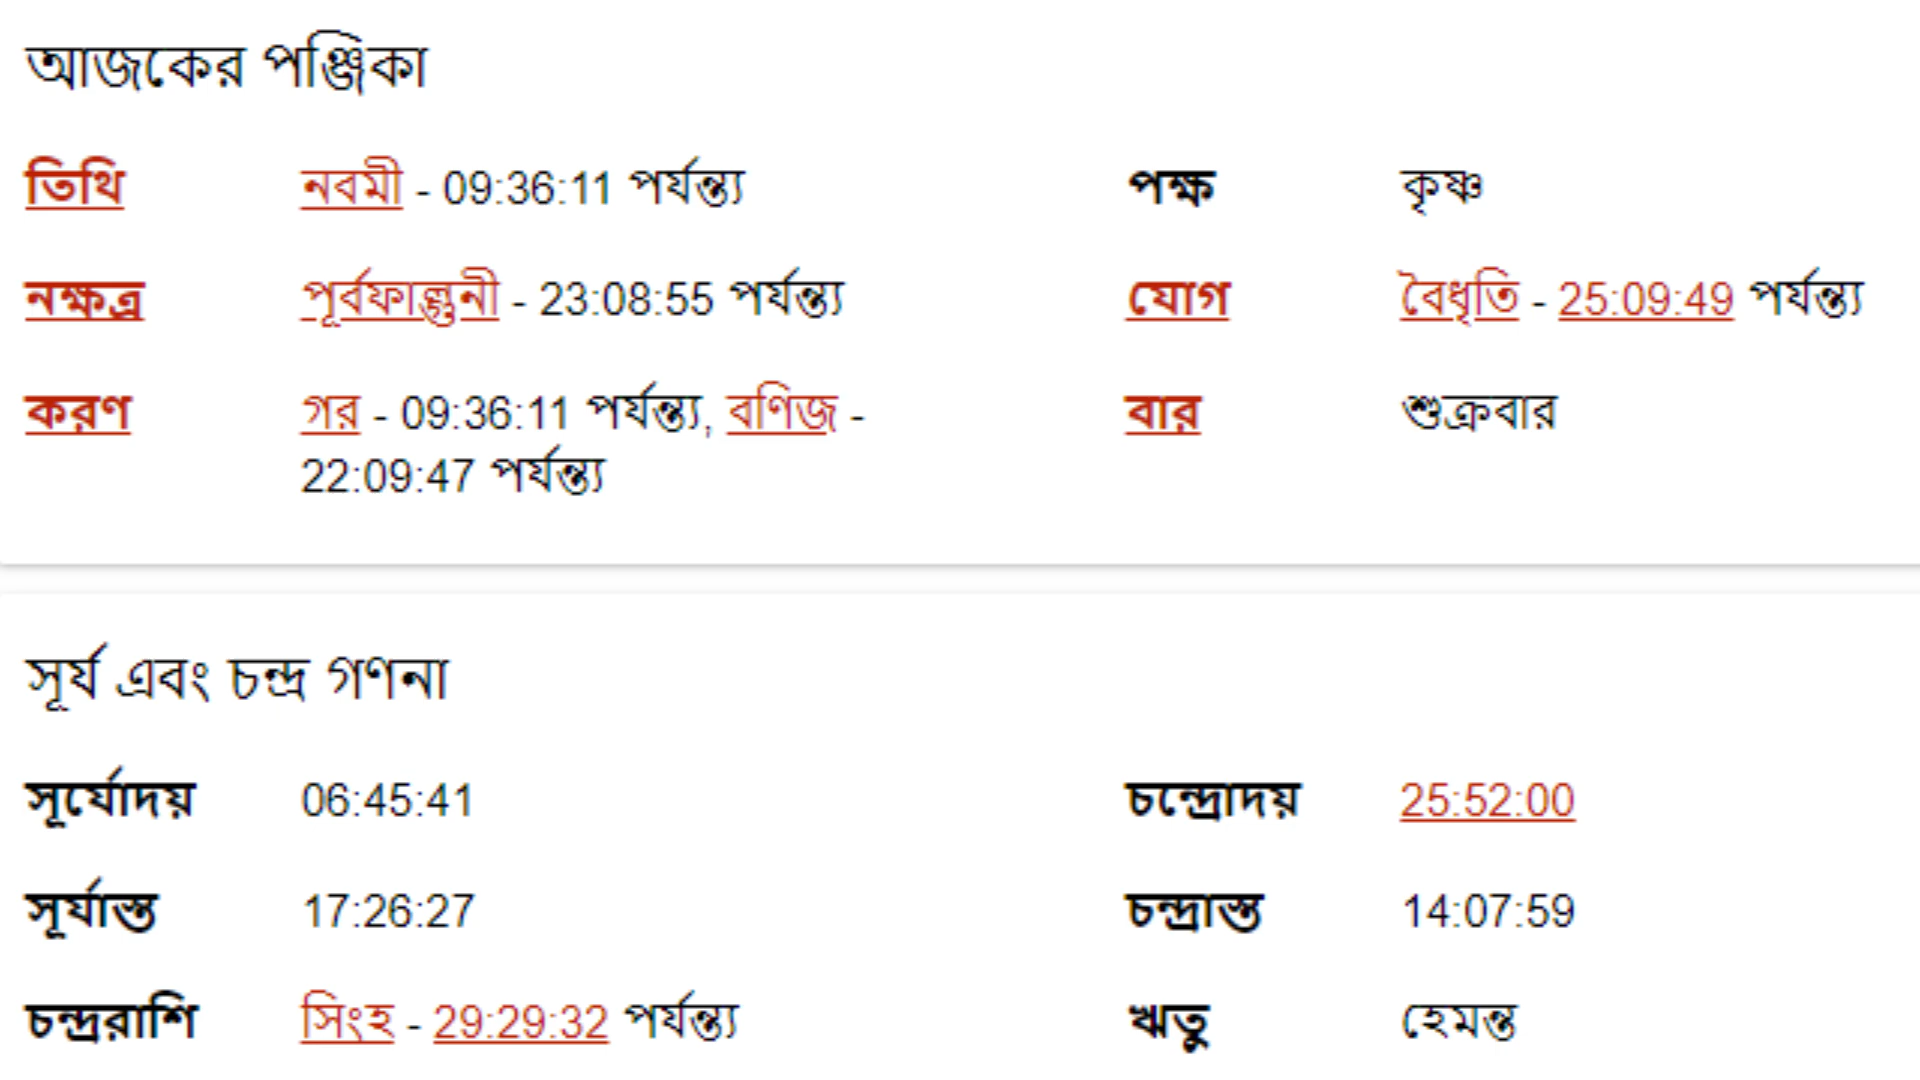 আজকের পঞ্জিকা
তিথি নবমী - 09:36:11 পর্যন্ত্য পক্ষ কৃষ্ণ
নক্ষত্র পূর্বফাল্গুনী - 23:08:55 পর্যন্ত্য যোগ বৈধৃতি - 25:09:49 পর্যন্ত্য
করণ গর - 09:36:11 পর্যন্ত্য, বণিজ - বার শুক্রবার
22:09:47 পর্যন্ত্য
সূর্য এবং চন্দ্র গণনা
সূর্যোদয় 06:45:41 চন্দ্রোদয় 25:52:00
সূর্যাস্ত 17:26:27 চন্দ্রাস্ত 14:07:59
চন্দ্ররাশি সিংহ - 29:29:32 পর্যন্ত্য ঋতু হেমন্ত